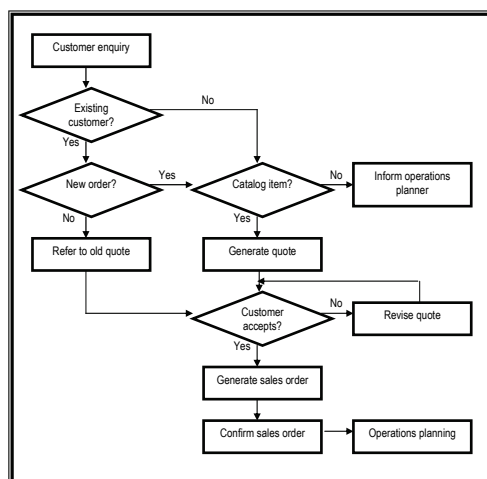 Customer enquiry
Existing
customer?
No
Yes
New order?
Yes
Catalog item?
No
Inform operations
planner
No
Yes
Refer to old quote
Generate quote
Customer
accepts?
No
Revise quote
Yes
Generate sales order
Confirm sales order
Operations planning